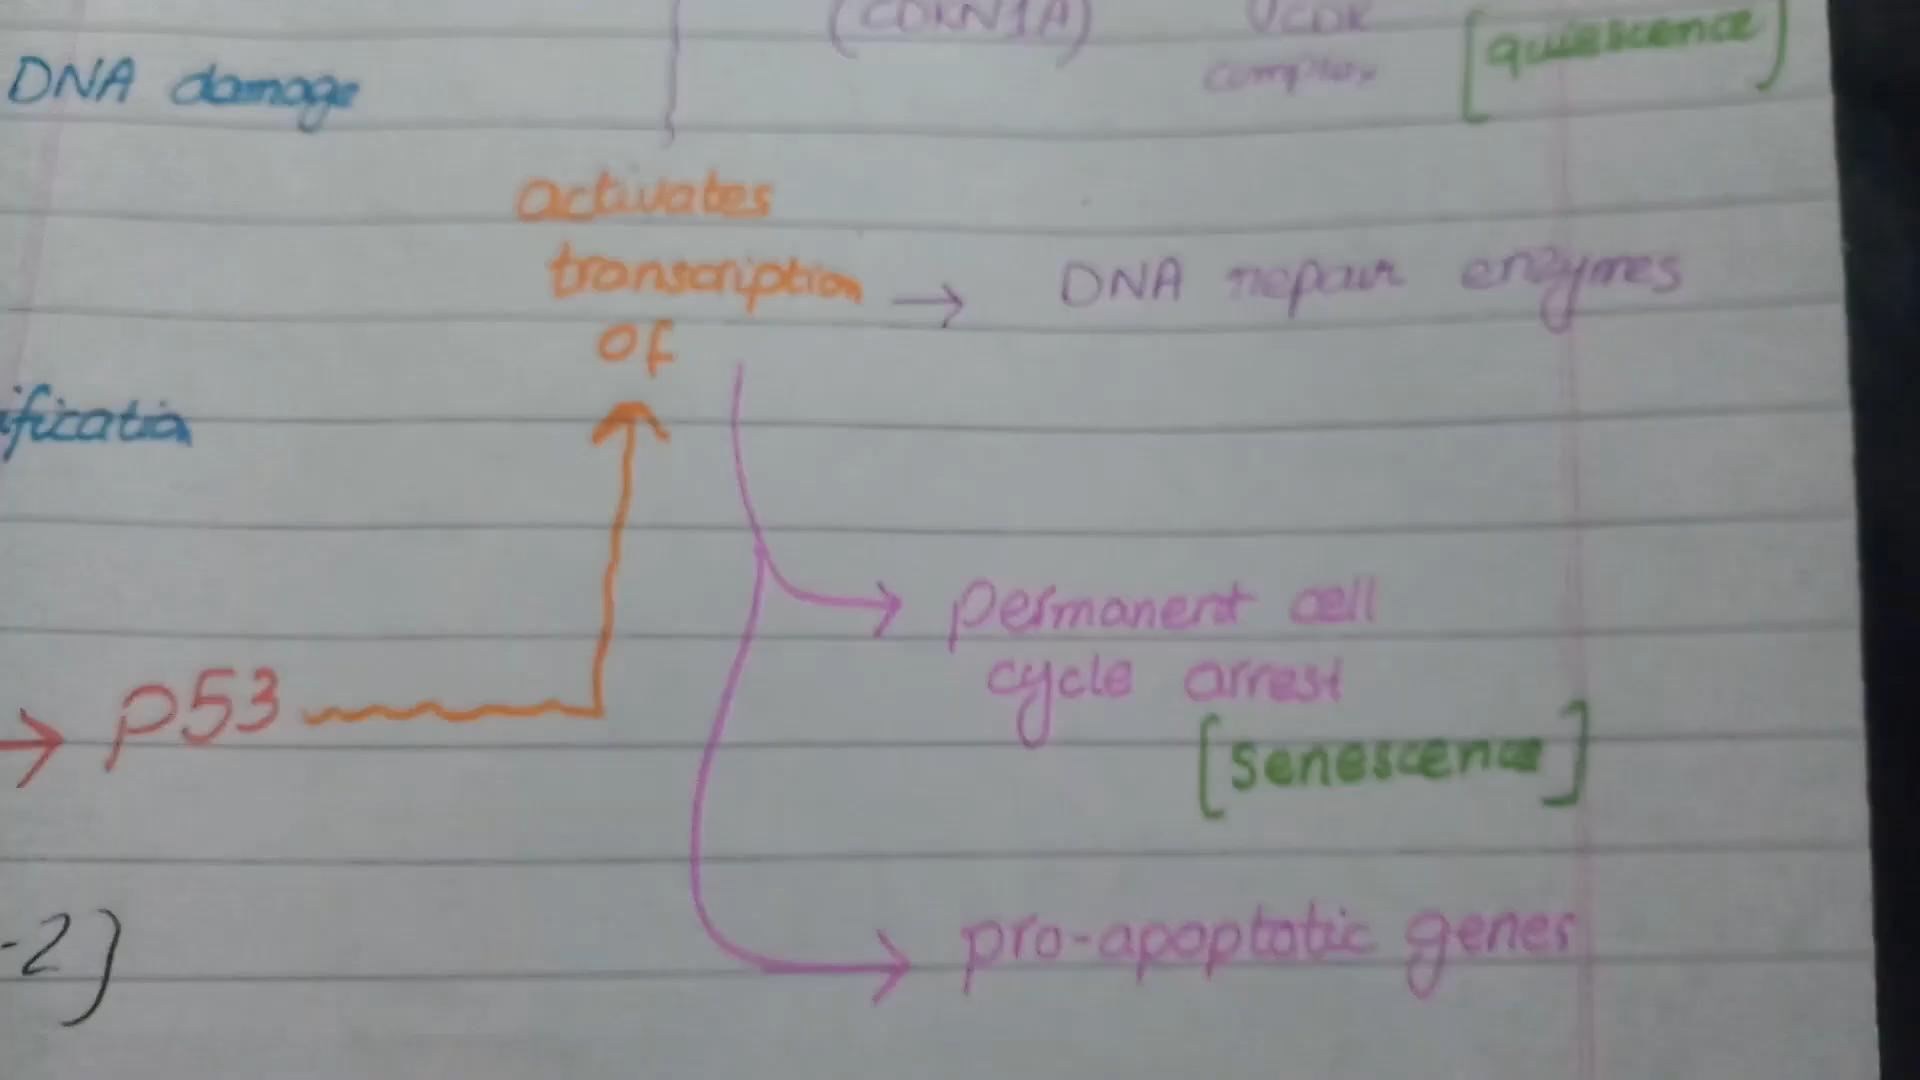 (CDKN1A)
CDK
complex
[quiescence]
DNA damage
activates
transcription → DNA repair enzymes
of
ification
permanent cell
cycle arrest
→ p53
[senescence]
pro-apoptotic genes
-2)